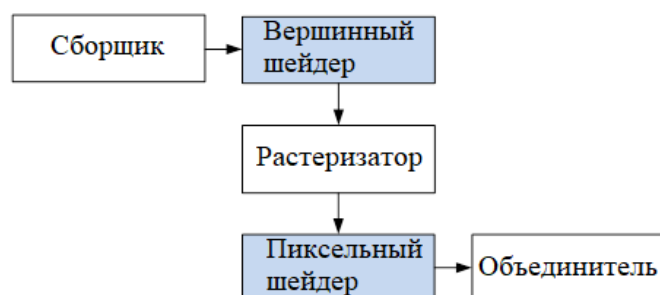 Сборщик
Вершинный
шейдер
Растеризатор
Пиксельный
шейдер
Объединитель